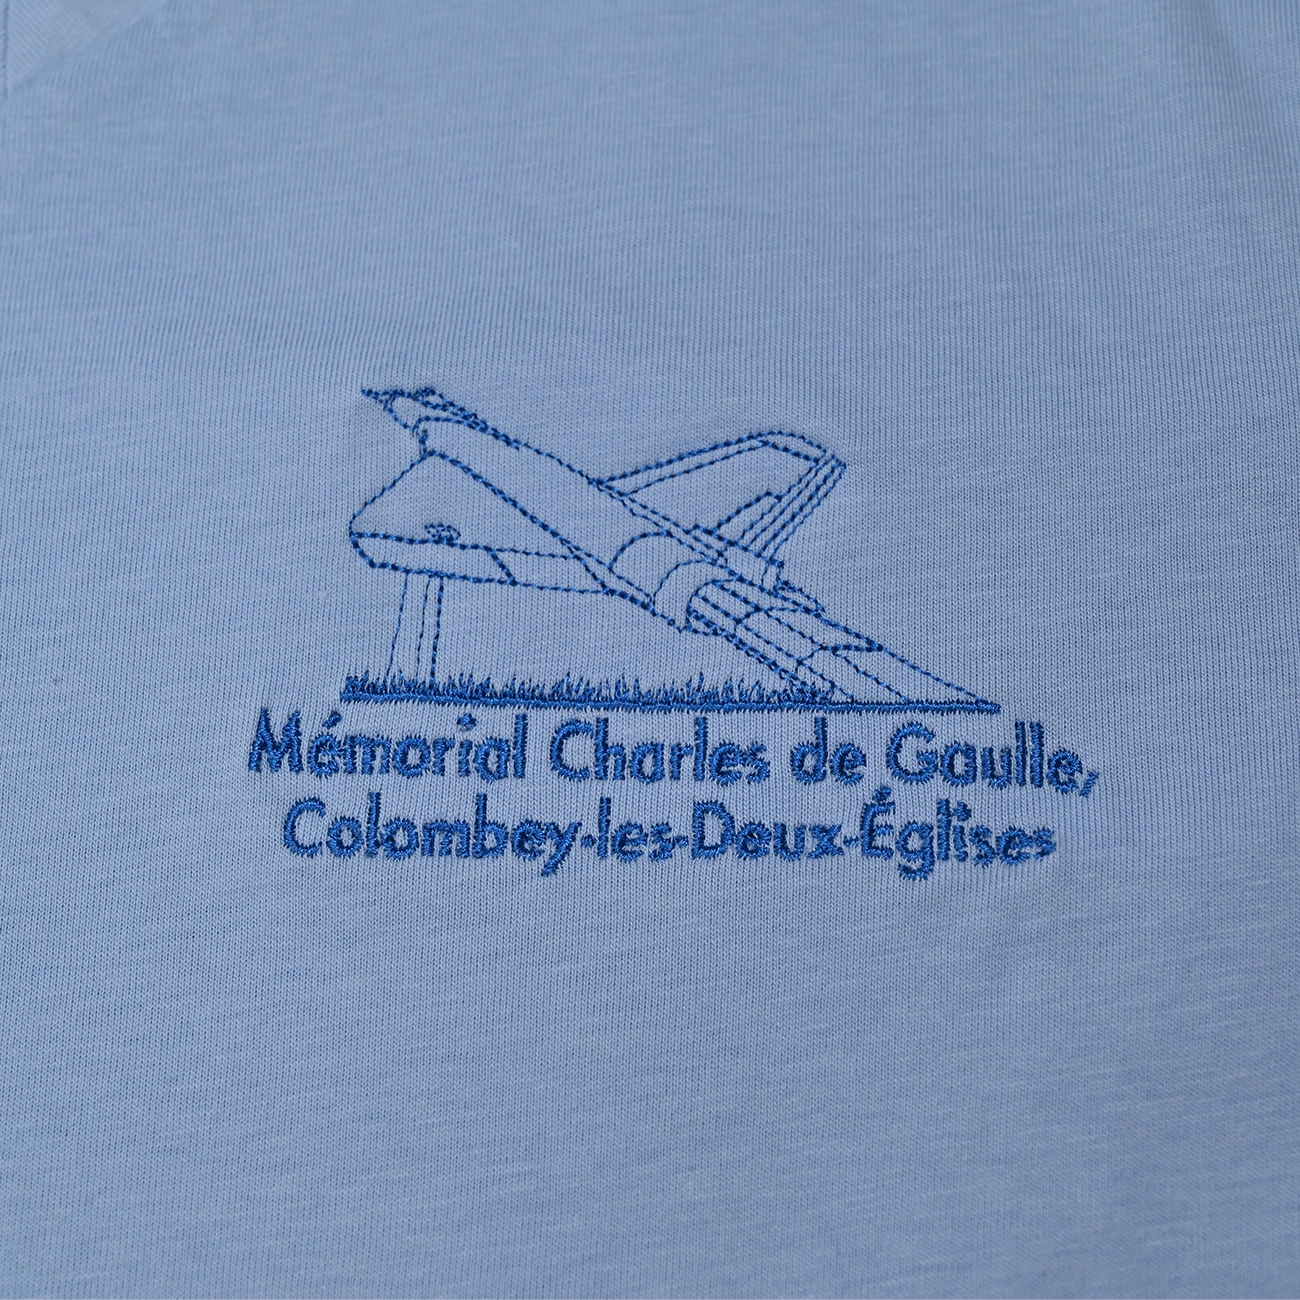 Mémorial Charles de Gaulle,
Colombey-les-Deux-Églises